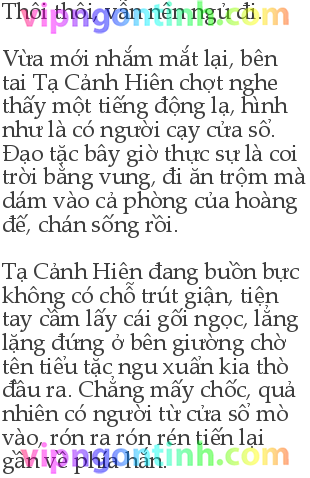 Thôi thôi, vẫn nên ngủ đi.
vipngontinh.com
Vừa mới nhắm mắt lại, bên
tai Tạ Cảnh Hiên chợt nghe
thấy một tiếng động lạ, hình
như là có người cạy cửa sổ.
Đạo tặc bây giờ thực sự là coi
trời bằng vung, đi ăn trộm mà
dám vào cả phòng của hoàng
đế, chán sống rồi.
Tạ Cảnh Hiên đang buồn bực
không có chỗ trút giận, tiện
tay cầm lấy cái gối ngọc, lẳng
lặng đứng ở bên giường chờ
tên tiểu tặc ngu xuẩn kia thò
đầu ra. Chẳng mấy chốc, quả
nhiên có người từ cửa sổ mò
vào, rón ra rón rén tiến lại
gần về phía hắn.
vipngontinh.com